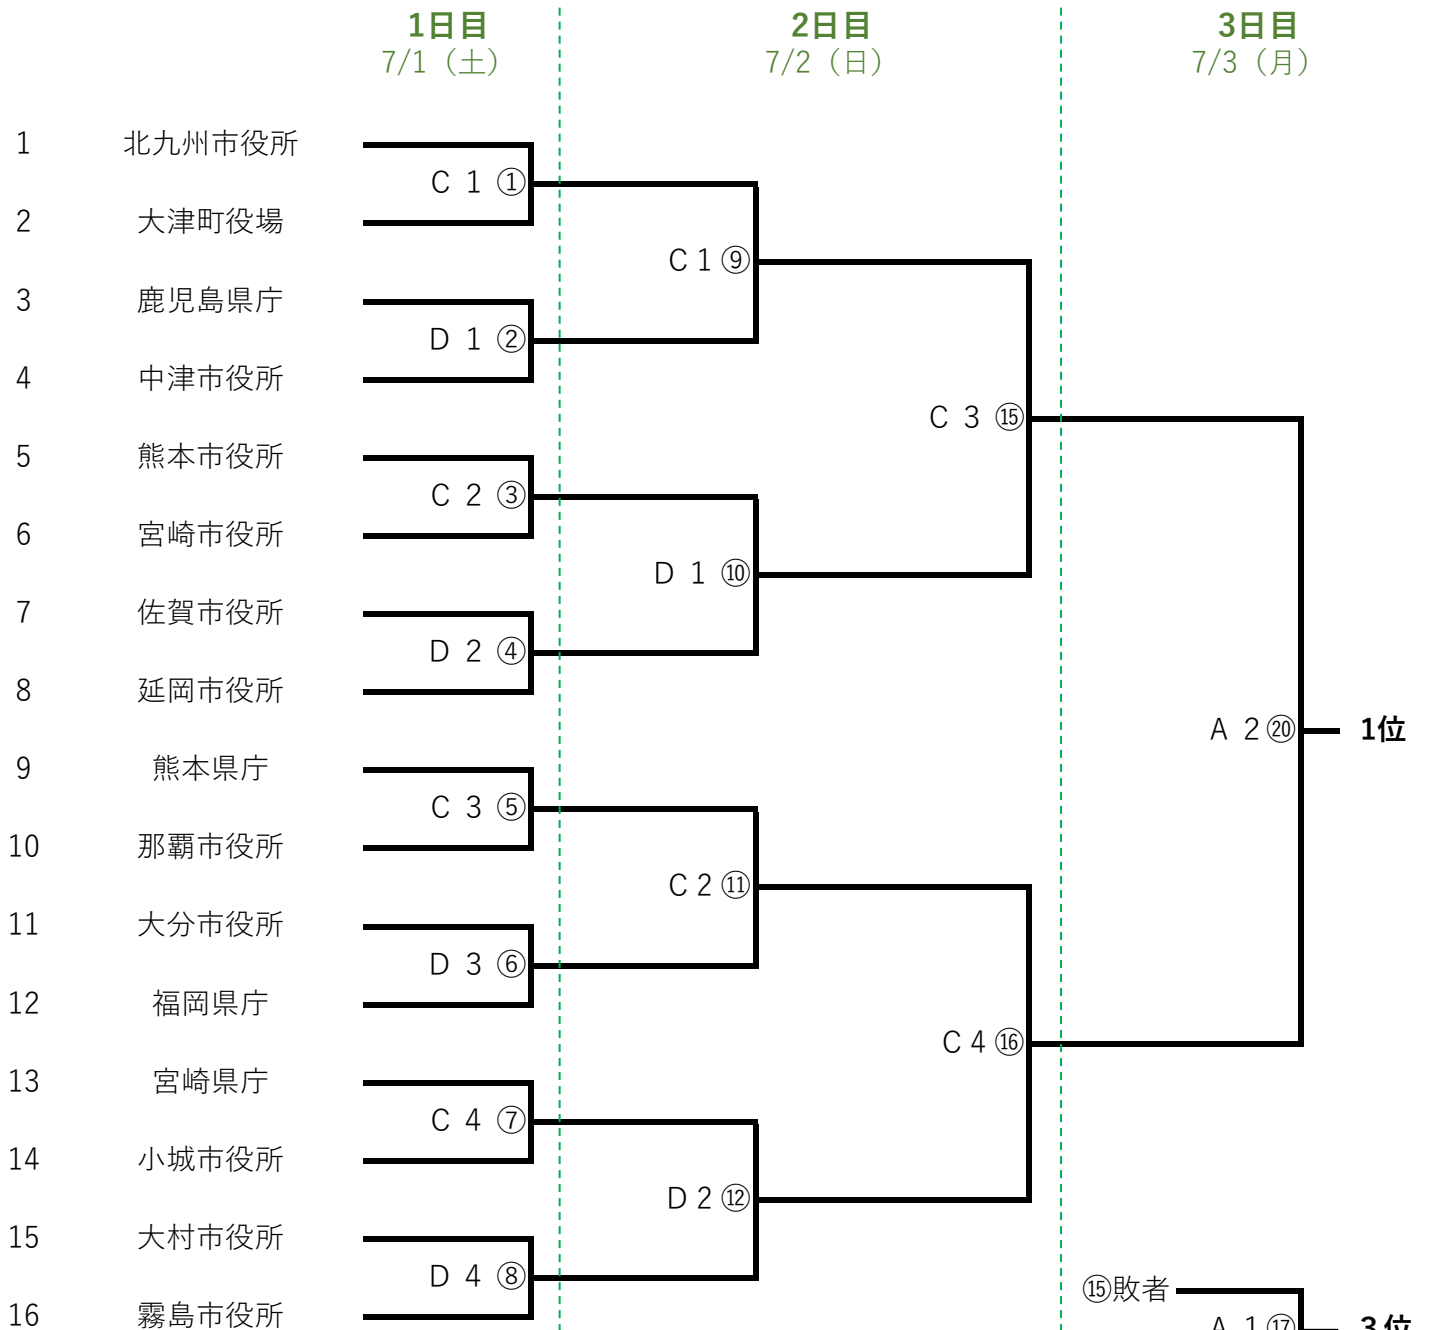 1日目 2日目 3日目
7/1（土） 7/2（日） 7/3（月）
1 北九州市役所
C 1 ①
2 大津町役場
C 1 ⑨
3 鹿児島県庁
D 1 ②
4 中津市役所
C 3 ⑮
5 熊本市役所
C 2 ③
6 宮崎市役所
D 1 ⑩
7 佐賀市役所
D 2 ④
8 延岡市役所
A 2 ⑳ 1位
9 熊本県庁
C 3 ⑤
10 那覇市役所
C 2 ⑪
11 大分市役所
D 3 ⑥
12 福岡県庁
C 4 ⑯
13 宮崎県庁
C 4 ⑦
14 小城市役所
D 2 ⑫
15 大村市役所
D 4 ⑧
⑮敗者
16 霧島市役所
A 1 ⑰ 3位